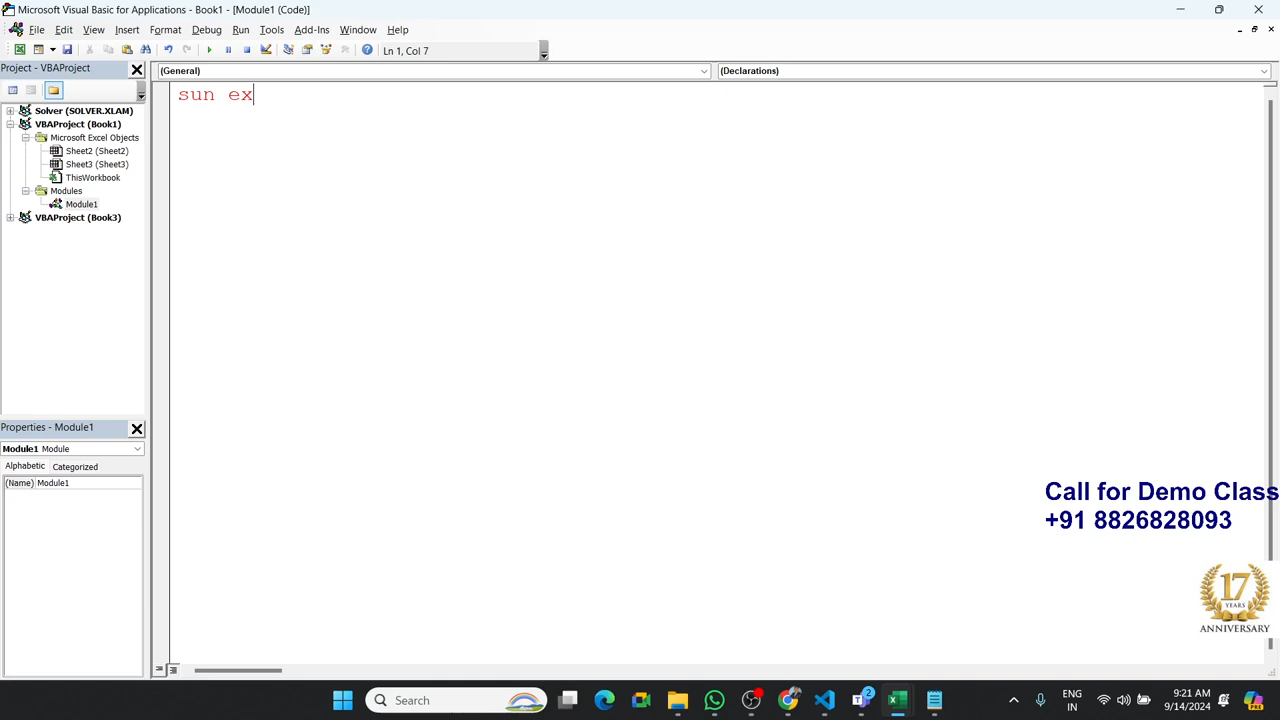 Microsoft Visual Basic for Applications - Book1 - [Module1 (Code)]
File Edit View Insert Format Debug Run Tools Add-Ins Window Help
Ln 1, Col 7
Project - VBAProject
(General)
(Declarations)
sun ex
Solver (SOLVER.XLAM)
VBAProject (Book1)
Microsoft Excel Objects
Sheet2 (Sheet2)
Sheet3 (Sheet3)
ThisWorkbook
Modules
Module1
VBAProject (Book3)
Properties - Module1
Module1 Module
Alphabetic Categorized
(Name) Module1
Call for Demo Class
+91 8826828093
17
YEARS
ANNIVERSARY
Search
2
ENG
IN
9:21 AM
9/14/2024